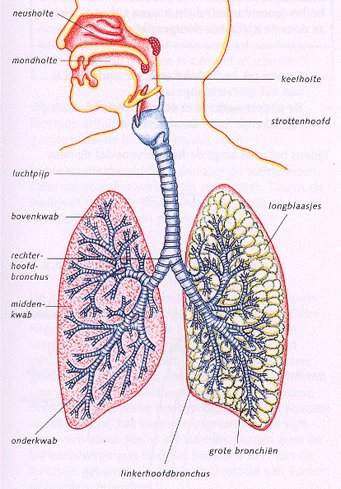 neusholte
mondholte
keelholte
strottenhoofd
luchtpijp
longblaasjes
bovenkwab
rechter-
hoofd-
bronchus
midden-
kwab
onderkwab
grote bronchiën
linkerhoofdbronchus